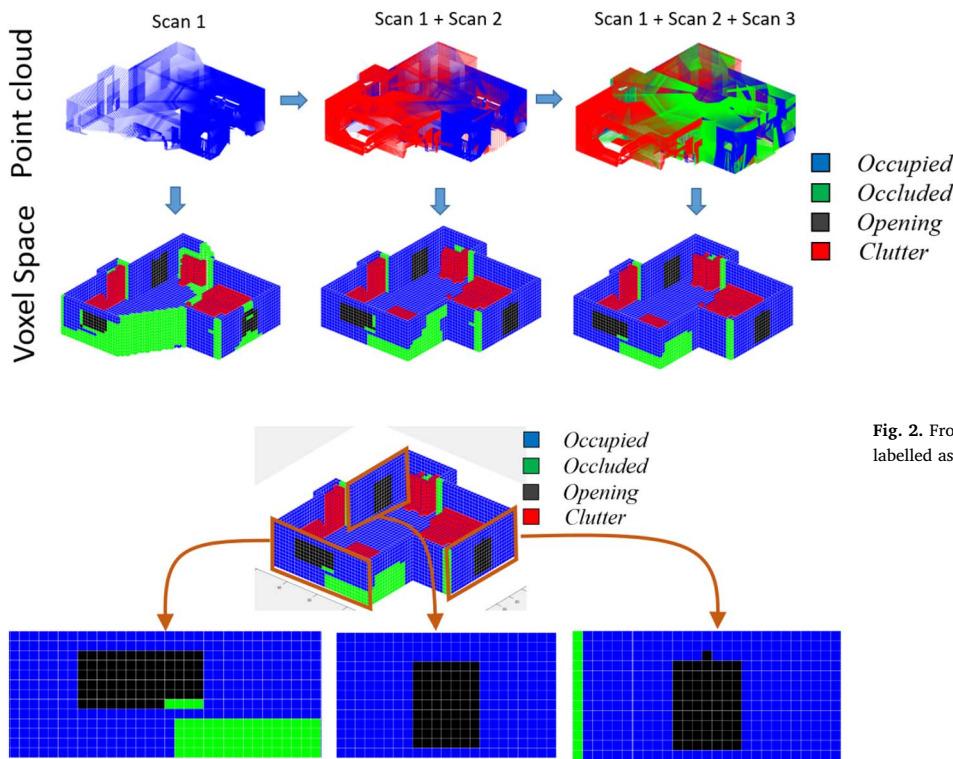 Scan 1
Scan 1 + Scan 2
Scan 1 + Scan 2 + Scan 3
Point cloud
Occupied
Occluded
Opening
Clutter
Voxel Space
Fig. 2. Fro
labelled as
Occupied
Occluded
Opening
Clutter